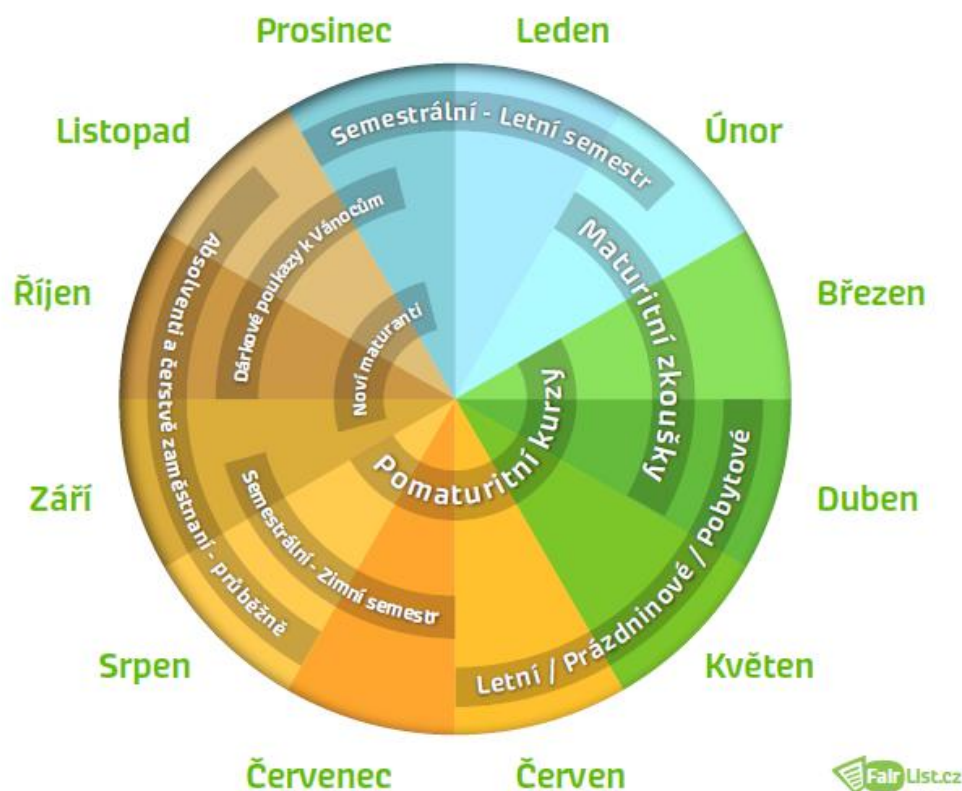 Prosinec
Leden
Listopad
Únor
Říjen
Březen
Září
Duben
Srpen
Květen
Červenec
Červen
Semestrální - Letní semestr
Maturitní zkoušky
Dárkové poukazy k Vánocům
Absolventi a čerstvě zaměstnaní - průběžně
Noví maturanti
Pomaturitní kurzy
Semestrální - Zimní semestr
Letní / Prázdninové / Pobytové
FairList.cz